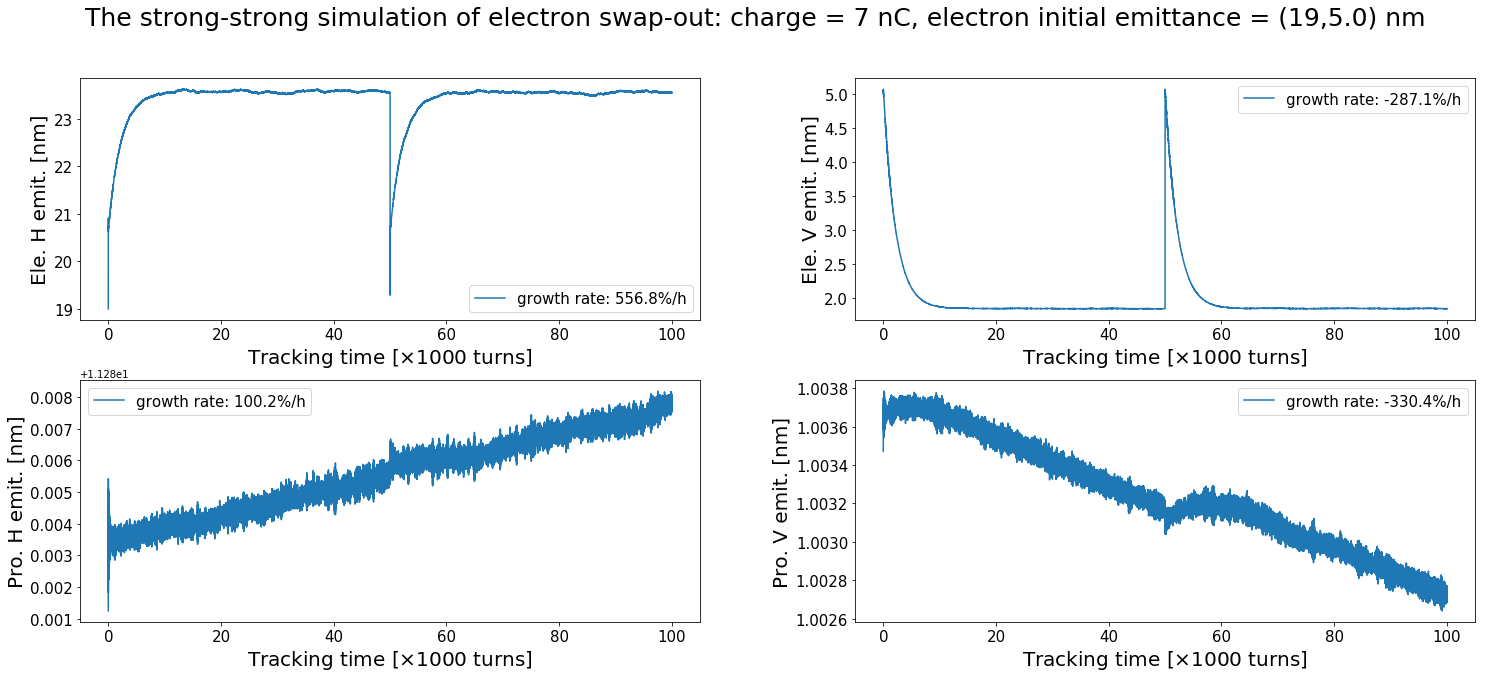 The strong-strong simulation of electron swap-out: charge = 7 nC, electron initial emittance = (19,5.0) nm
Ele. H emit. [nm]
23
22
21
20
19
growth rate: 556.8%/h
0 20 40 60 80 100
Tracking time [×1000 turns]
Ele. V emit. [nm]
5.0
4.5
4.0
3.5
3.0
2.5
2.0
growth rate: -287.1%/h
0 20 40 60 80 100
Tracking time [×1000 turns]
+1.128e1
Pro. H emit. [nm]
0.008
0.007
0.006
0.005
0.004
0.003
0.002
0.001
growth rate: 100.2%/h
0 20 40 60 80 100
Tracking time [×1000 turns]
Pro. V emit. [nm]
1.0038
1.0036
1.0034
1.0032
1.0030
1.0028
1.0026
growth rate: -330.4%/h
0 20 40 60 80 100
Tracking time [×1000 turns]